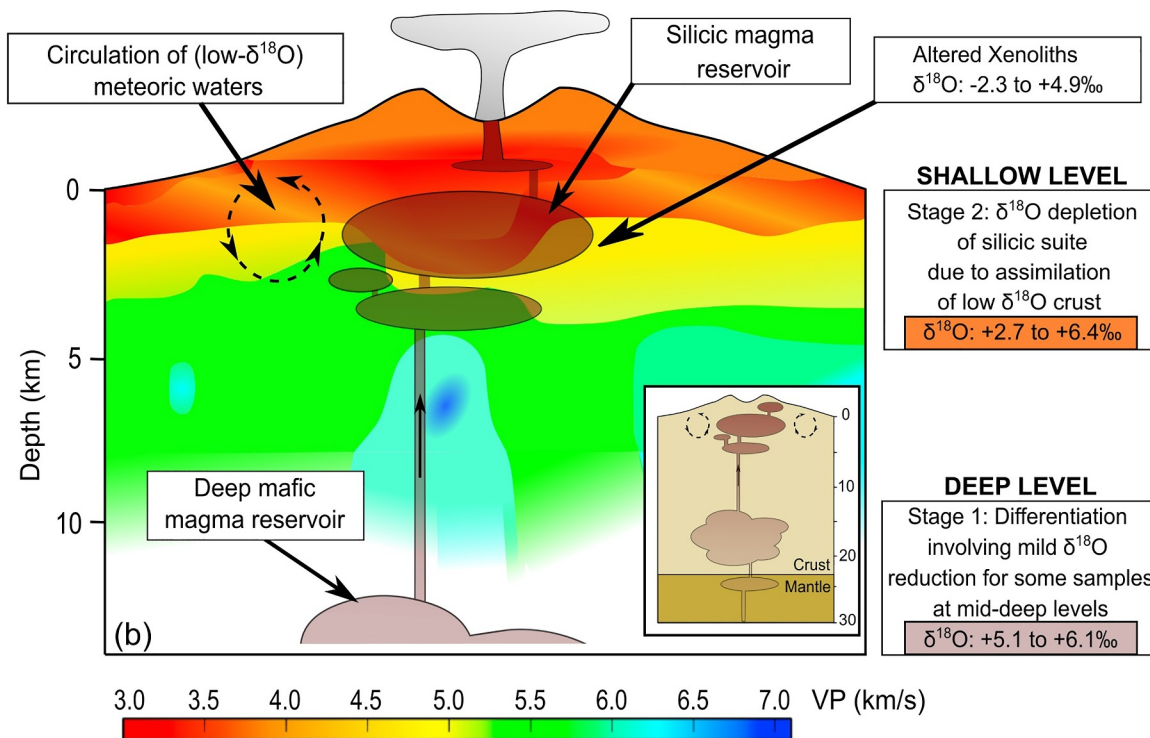 Circulation of (low-δ¹⁸O)
meteoric waters
Silicic magma
reservoir
Altered Xenoliths
δ¹⁸O: -2.3 to +4.9‰
SHALLOW LEVEL
Stage 2: δ¹⁸O depletion
of silicic suite
due to assimilation
of low δ¹⁸O crust
δ¹⁸O: +2.7 to +6.4‰
DEEP LEVEL
Stage 1: Differentiation
involving mild δ¹⁸O
reduction for some samples
at mid-deep levels
δ¹⁸O: +5.1 to +6.1‰
Depth (km)
0
5
10
Deep mafic
magma reservoir
(b)
0
10
20
Crust
Mantle
30
3.0 3.5 4.0 4.5 5.0 5.5 6.0 6.5 7.0 VP (km/s)